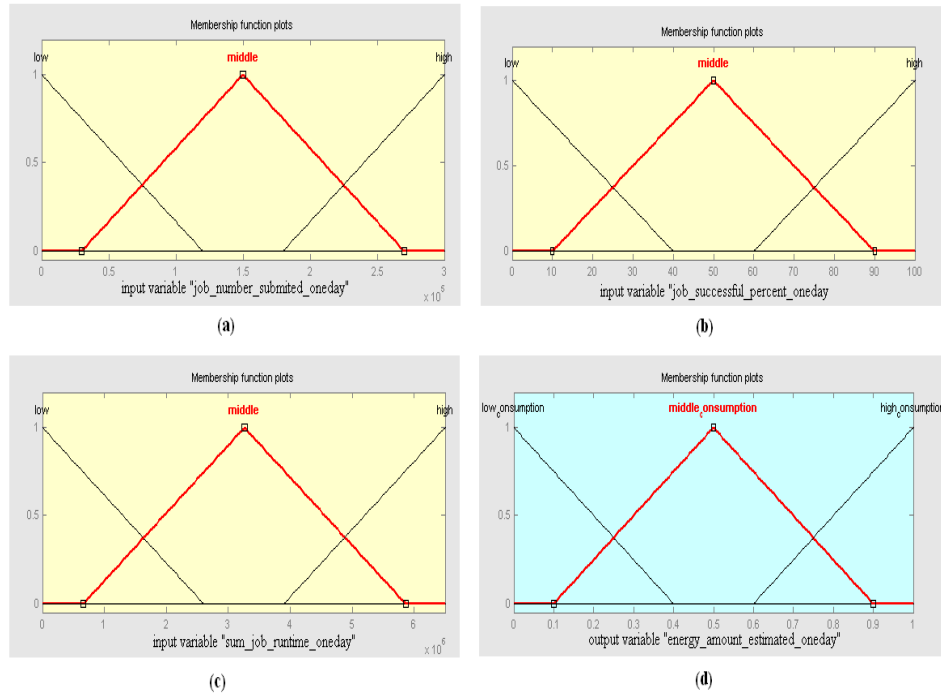 Membership function plots
low middle high
1
0.5
0
0 0.5 1 1.5 2 2.5 3
x 10^5
input variable "job_number_submited_oneday"
(a)
Membership function plots
low middle high
1
0.5
0
0 10 20 30 40 50 60 70 80 90 100
input variable "job_successful_percent_oneday
(b)
Membership function plots
low middle high
1
0.5
0
0 1 2 3 4 5 6
x 10^6
input variable "sum_job_runtime_oneday"
(c)
Membership function plots
low_consumption middle_consumption high_consumption
1
0.5
0
0 0.1 0.2 0.3 0.4 0.5 0.6 0.7 0.8 0.9 1
output variable "energy_amount_estimated_oneday"
(d)